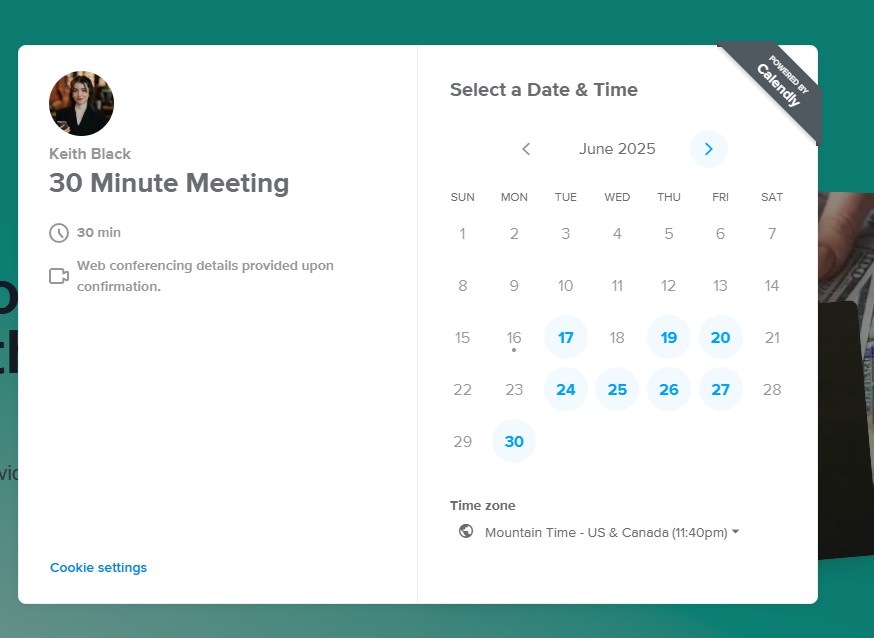 POWERED BY
Calendly
Keith Black
30 Minute Meeting
30 min
Web conferencing details provided upon
confirmation.
Cookie settings
Select a Date & Time
June 2025
SUN MON TUE WED THU FRI SAT
1 2 3 4 5 6 7
8 9 10 11 12 13 14
15 16 17 18 19 20 21
22 23 24 25 26 27 28
29 30
Time zone
Mountain Time - US & Canada (11:40pm)